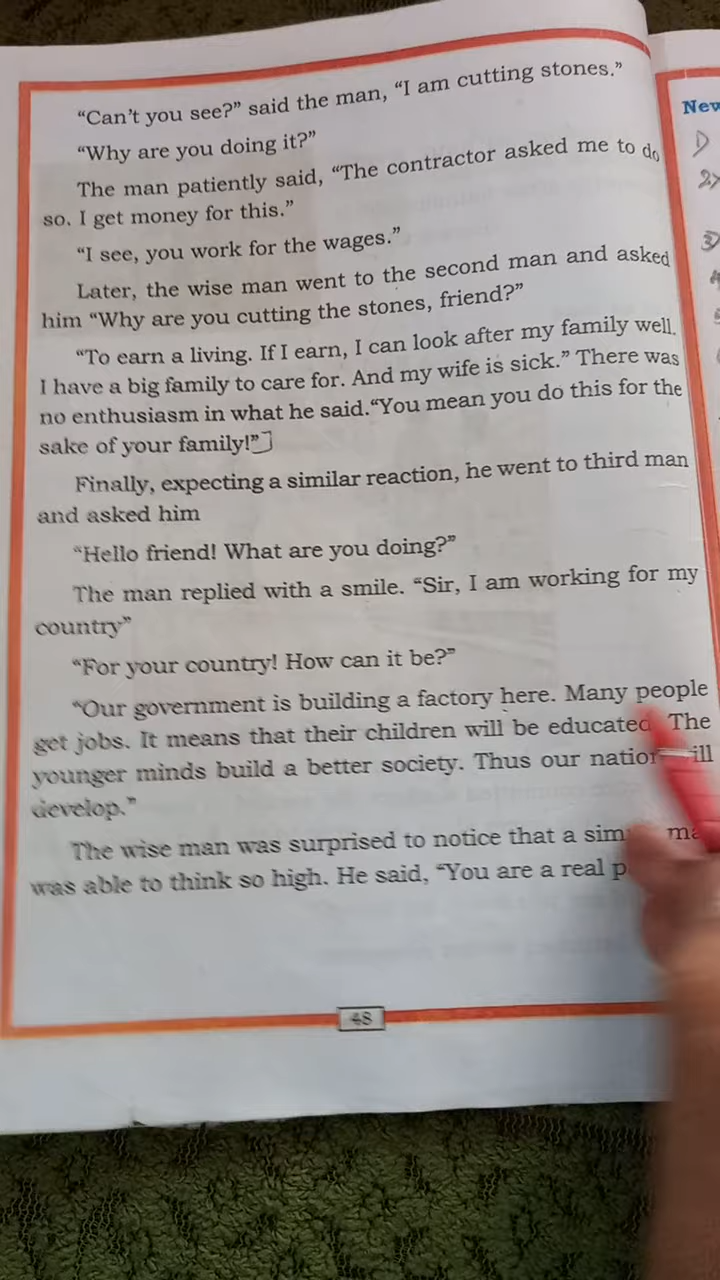 “Can’t you see?” said the man, “I am cutting stones.”
“Why are you doing it?”
The man patiently said, “The contractor asked me to do
so. I get money for this.”
“I see, you work for the wages.”
Later, the wise man went to the second man and asked
him “Why are you cutting the stones, friend?”
“To earn a living. If I earn, I can look after my family well.
I have a big family to care for. And my wife is sick.” There was
no enthusiasm in what he said.“You mean you do this for the
sake of your family!”
Finally, expecting a similar reaction, he went to third man
and asked him
“Hello friend! What are you doing?”
The man replied with a smile. “Sir, I am working for my
country”
“For your country! How can it be?”
“Our government is building a factory here. Many people
get jobs. It means that their children will be educated The
younger minds build a better society. Thus our nation will
develop.”
The wise man was surprised to notice that a
was able to think so high. He said, “You are a real
48
New
1)
2)
3)